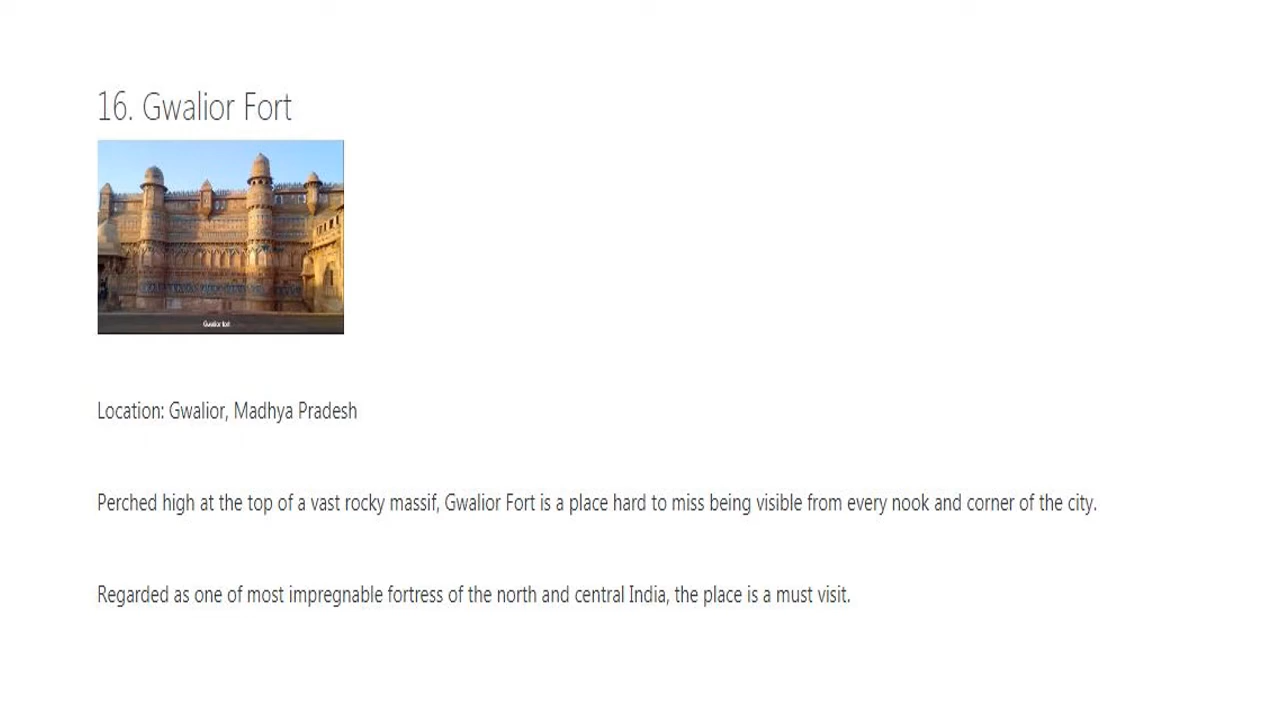 16. Gwalior Fort
Gwalior fort
Location: Gwalior, Madhya Pradesh
Perched high at the top of a vast rocky massif, Gwalior Fort is a place hard to miss being visible from every nook and corner of the city.
Regarded as one of most impregnable fortress of the north and central India, the place is a must visit.